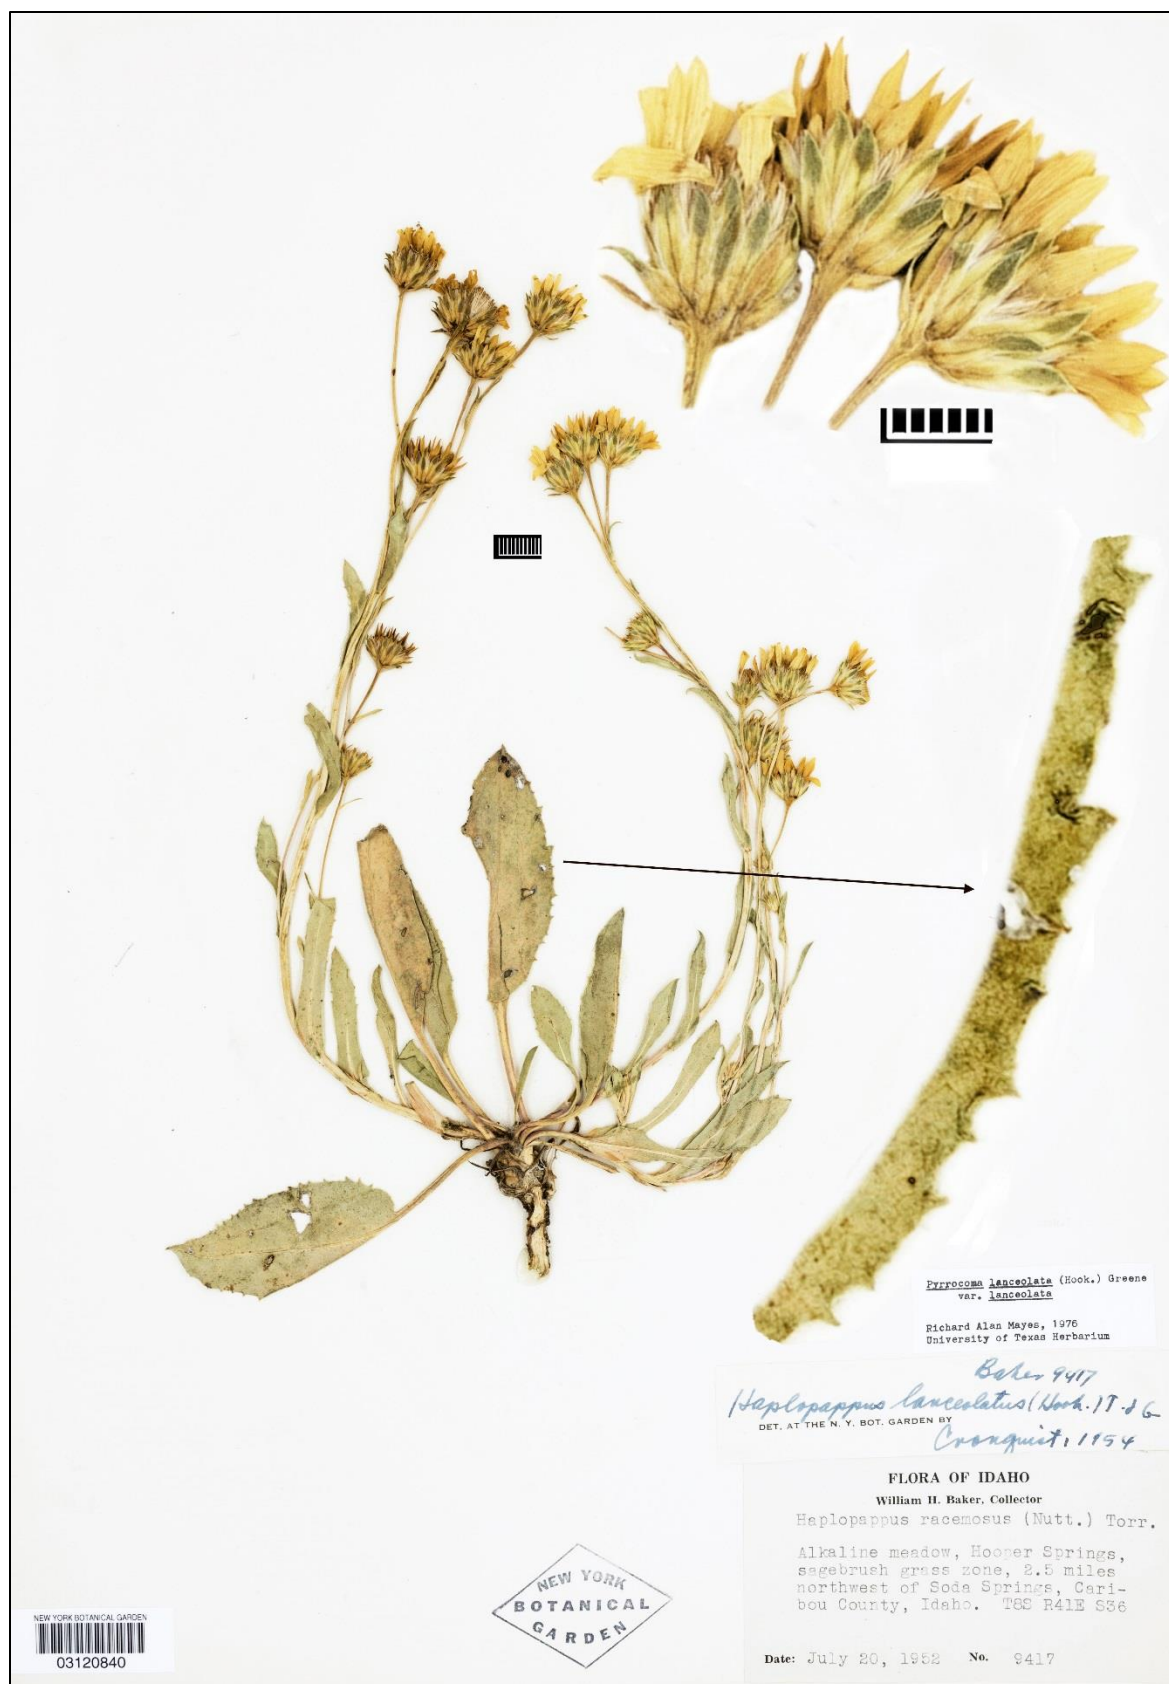 Pyrrocoma lanceolata (Hook.) Greene
var. lanceolata
Richard Alan Mayes, 1976
University of Texas Herbarium
Baker 9417
Haplopappus lanceolatus (Hook.) T. & G
DET. AT THE N. Y. BOT. GARDEN BY
Cronquist, 1954
FLORA OF IDAHO
William H. Baker, Collector
Haplopappus racemosus (Nutt.) Torr.
Alkaline meadow, Hooper Springs,
sagebrush grass zone, 2.5 miles
northwest of Soda Springs, Cari-
bou County, Idaho. T8S R41E S36
Date: July 20, 1952 No. 9417
NEW YORK
BOTANICAL
GARDEN
NEW YORK BOTANICAL GARDEN
03120840